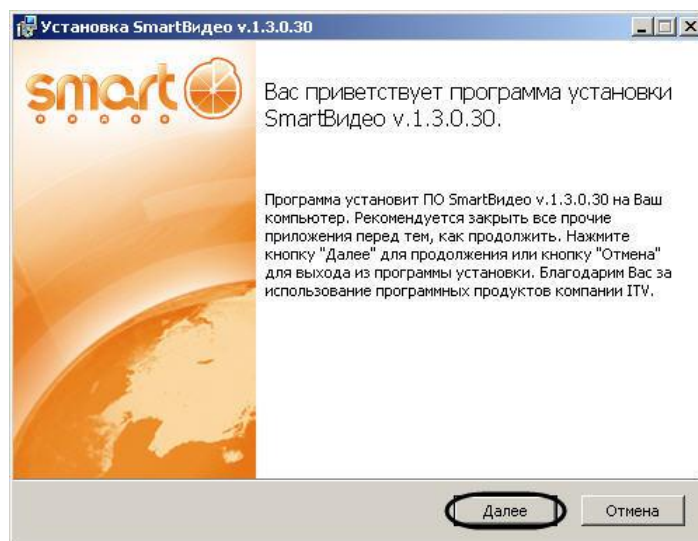 Установка SmartВидео v.1.3.0.30
smart
видео
Вас приветствует программа установки
SmartВидео v.1.3.0.30.
Программа установит ПО SmartВидео v.1.3.0.30 на Ваш
компьютер. Рекомендуется закрыть все прочие
приложения перед тем, как продолжить. Нажмите
кнопку "Далее" для продолжения или кнопку "Отмена"
для выхода из программы установки. Благодарим Вас за
использование программных продуктов компании ITV.
Далее
Отмена